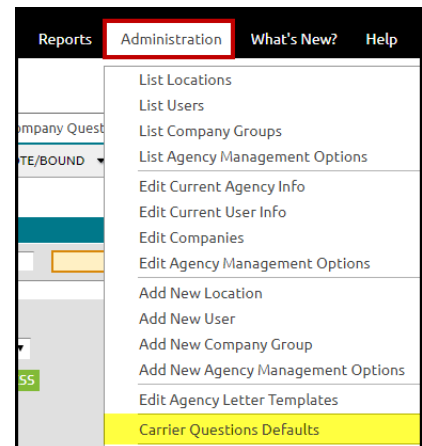 Reports Administration What's New? Help
List Locations
List Users
ompany Quest
List Company Groups
TE/BOUND
List Agency Management Options
Edit Current Agency Info
Edit Current User Info
Edit Companies
Edit Agency Management Options
Add New Location
Add New User
Add New Company Group
SS
Add New Agency Management Options
Edit Agency Letter Templates
Carrier Questions Defaults